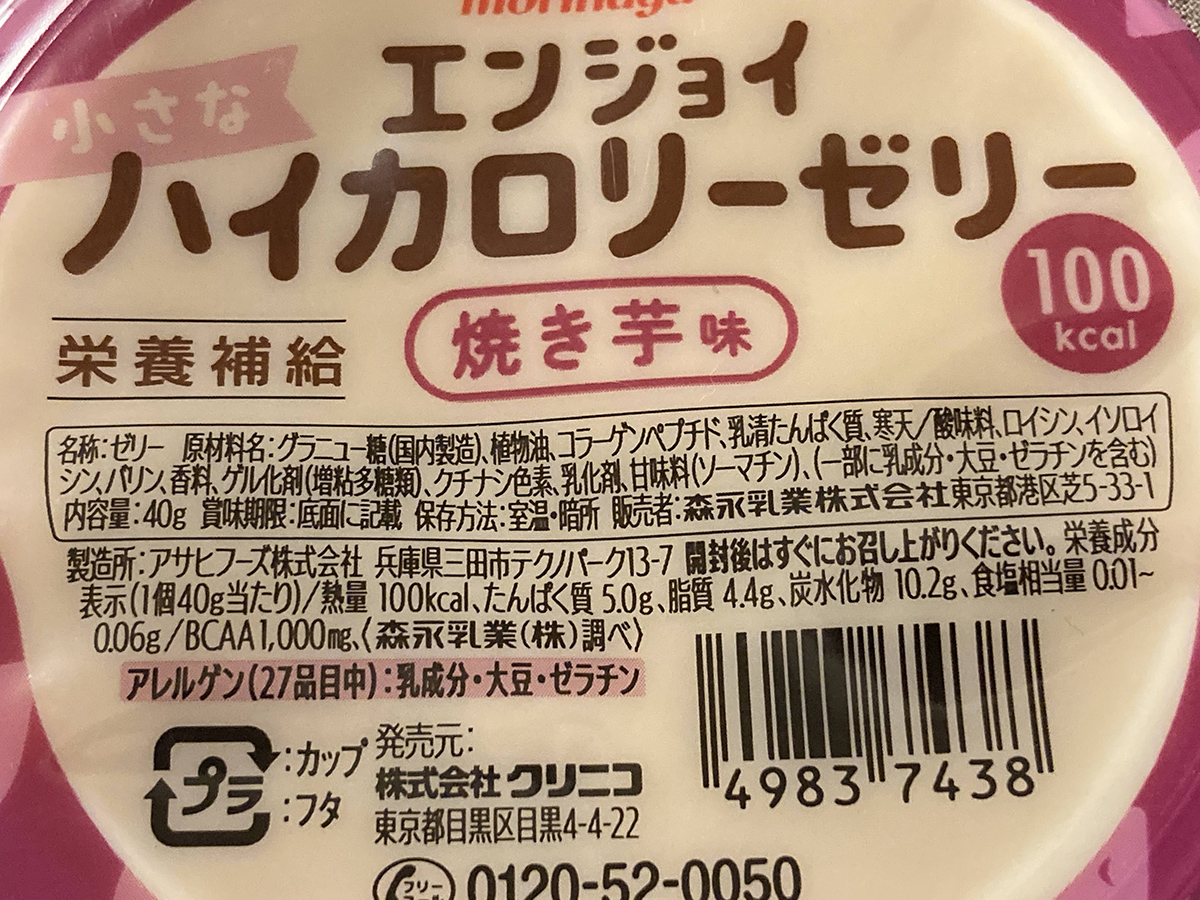 morinaga
小さな
エンジョイ
ハイカロリーゼリー
100
kcal
焼き芋味
栄養補給
名称:ゼリー 原材料名:グラニュー糖(国内製造)、植物油、コラーゲンペプチド、乳清たんぱく質、寒天/酸味料、ロイシン、イソロイ
シン、バリン、香料、ゲル化剤(増粘多糖類)、クチナシ色素、乳化剤、甘味料(ソーマチン)、(一部に乳成分・大豆・ゼラチンを含む)
内容量:40g 賞味期限:底面に記載 保存方法:室温・暗所 販売者:森永乳業株式会社 東京都港区芝5-33-1
製造所:アサヒフーズ株式会社 兵庫県三田市テクノパーク13-7 開封後はすぐにお召し上がりください。栄養成分
表示(1個40g当たり)/熱量 100kcal、たんぱく質 5.0g、脂質 4.4g、炭水化物 10.2g、食塩相当量 0.01~
0.06g/BCAA1,000mg、〈森永乳業(株)調べ〉
アレルゲン(27品目中):乳成分・大豆・ゼラチン
プラ
:カップ
:フタ
発売元:
株式会社クリニコ
東京都目黒区目黒4-4-22
フリー
0120-52-0050
4983 7438